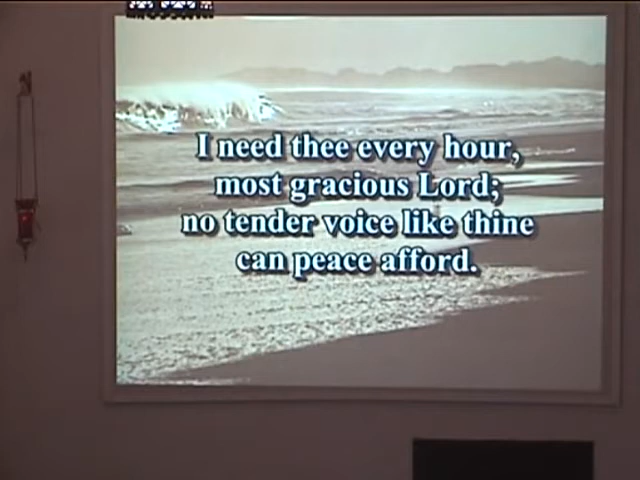 I need thee every hour,
most gracious Lord;
no tender voice like thine
can peace afford.